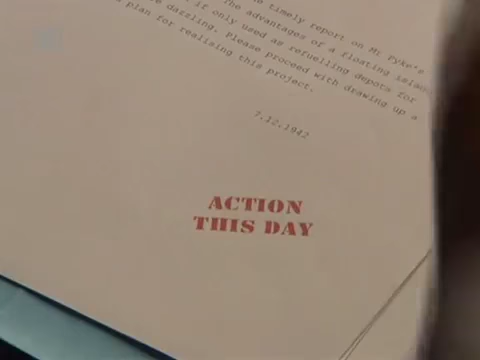 timely report on Mr Pyke's
The advantages of a floating island
if only used as refuelling depots for
be dazzling. Please proceed with drawing up a
plan for realising this project.
7.12.1942
ACTION
THIS DAY